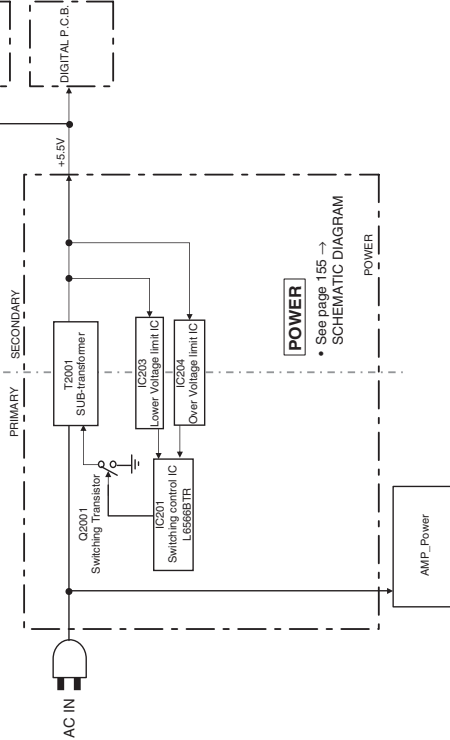 DIGITAL P.C.B.
+5.5V
PRIMARY
SECONDARY
T2001
SUB-transformer
IC203
Lower Voltage limit IC
IC204
Over Voltage limit IC
Q2001
Switching Transistor
IC201
Switching control IC
L6566BTR
POWER
• See page 155 →
SCHEMATIC DIAGRAM
POWER
AC IN
AMP_Power